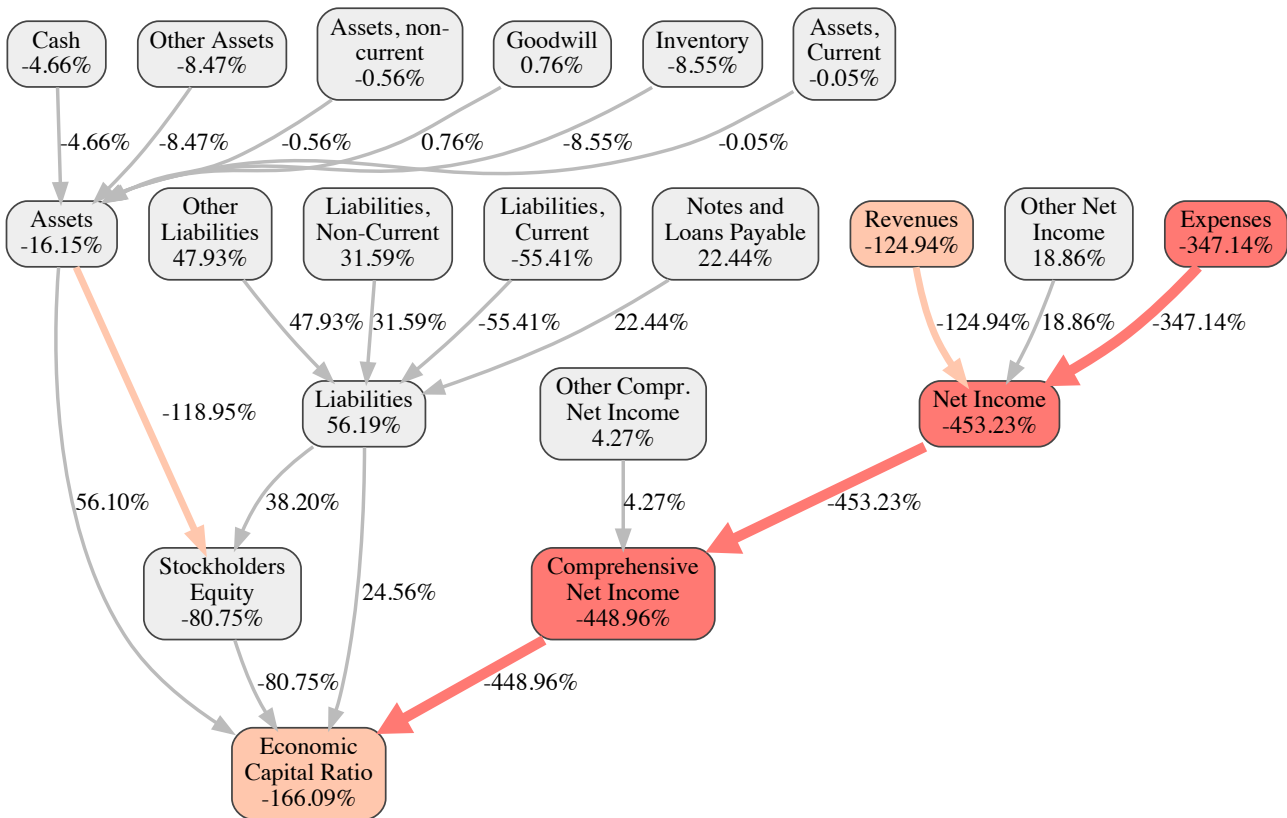 Cash
-4.66%
Other Assets
-8.47%
Assets, non-
current
-0.56%
Goodwill
0.76%
Inventory
-8.55%
Assets,
Current
-0.05%
-4.66%
-8.47%
-0.56%
0.76%
-8.55%
-0.05%
Assets
-16.15%
Other
Liabilities
47.93%
Liabilities,
Non-Current
31.59%
Liabilities,
Current
-55.41%
Notes and
Loans Payable
22.44%
Revenues
-124.94%
Other Net
Income
18.86%
Expenses
-347.14%
47.93%
31.59%
-55.41%
22.44%
-124.94%
18.86%
-347.14%
-118.95%
Liabilities
56.19%
Other Compr.
Net Income
4.27%
Net Income
-453.23%
56.10%
38.20%
4.27%
-453.23%
Stockholders
Equity
-80.75%
24.56%
Comprehensive
Net Income
-448.96%
-80.75%
-448.96%
Economic
Capital Ratio
-166.09%